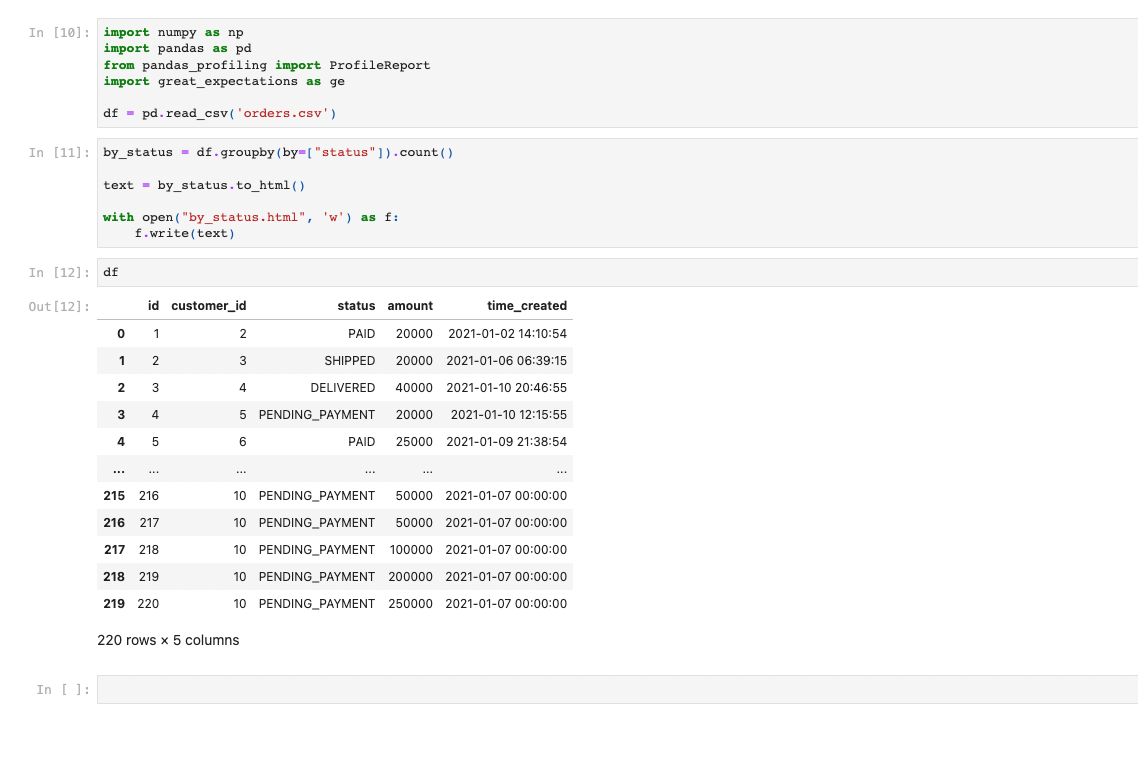 In [10]: import numpy as np
import pandas as pd
from pandas_profiling import ProfileReport
import great_expectations as ge
df = pd.read_csv('orders.csv')
In [11]: by_status = df.groupby(by=["status"]).count()
text = by_status.to_html()
with open("by_status.html", 'w') as f:
    f.write(text)
In [12]: df
Out[12]: id customer_id status amount time_created
0 1 2 PAID 20000 2021-01-02 14:10:54
1 2 3 SHIPPED 20000 2021-01-06 06:39:15
2 3 4 DELIVERED 40000 2021-01-10 20:46:55
3 4 5 PENDING_PAYMENT 20000 2021-01-10 12:15:55
4 5 6 PAID 25000 2021-01-09 21:38:54
... ... ... ... ... ...
215 216 10 PENDING_PAYMENT 50000 2021-01-07 00:00:00
216 217 10 PENDING_PAYMENT 50000 2021-01-07 00:00:00
217 218 10 PENDING_PAYMENT 100000 2021-01-07 00:00:00
218 219 10 PENDING_PAYMENT 200000 2021-01-07 00:00:00
219 220 10 PENDING_PAYMENT 250000 2021-01-07 00:00:00
220 rows × 5 columns
In [ ]: